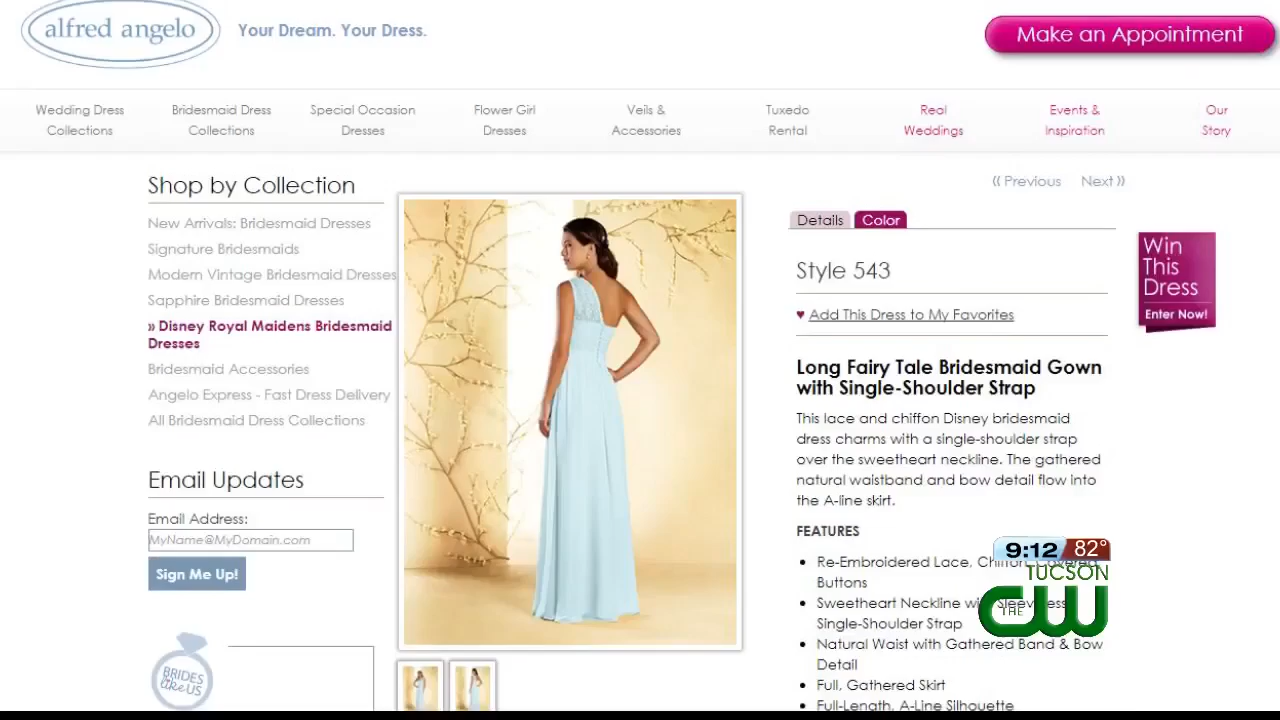 alfred angelo
Your Dream. Your Dress.
Make an Appointment
Wedding Dress
Collections
Bridesmaid Dress
Collections
Special Occasion
Dresses
Flower Girl
Dresses
Veils &
Accessories
Tuxedo
Rental
Real
Weddings
Events &
Inspiration
Our
Story
Shop by Collection
New Arrivals: Bridesmaid Dresses
Signature Bridesmaids
Modern Vintage Bridesmaid Dresses
Sapphire Bridesmaid Dresses
» Disney Royal Maidens Bridesmaid
Dresses
Bridesmaid Accessories
Angelo Express - Fast Dress Delivery
All Bridesmaid Dress Collections
Email Updates
Email Address:
MyName@MyDomain.com
Sign Me Up!
BRIDES
like US
« Previous Next »
Details Color
Style 543
♥ Add This Dress to My Favorites
Long Fairy Tale Bridesmaid Gown
with Single-Shoulder Strap
This lace and chiffon Disney bridesmaid
dress charms with a single-shoulder strap
over the sweetheart neckline. The gathered
natural waistband and bow detail flow into
the A-line skirt.
FEATURES
• Re-Embroidered Lace, Chiffon, Covered
Buttons
• Sweetheart Neckline with Sleeveless,
Single-Shoulder Strap
• Natural Waist with Gathered Band & Bow
Detail
• Full, Gathered Skirt
• Full-Length, A-Line Silhouette
Win
This
Dress
Enter Now!
9:12 82°
TUCSON
THE CW